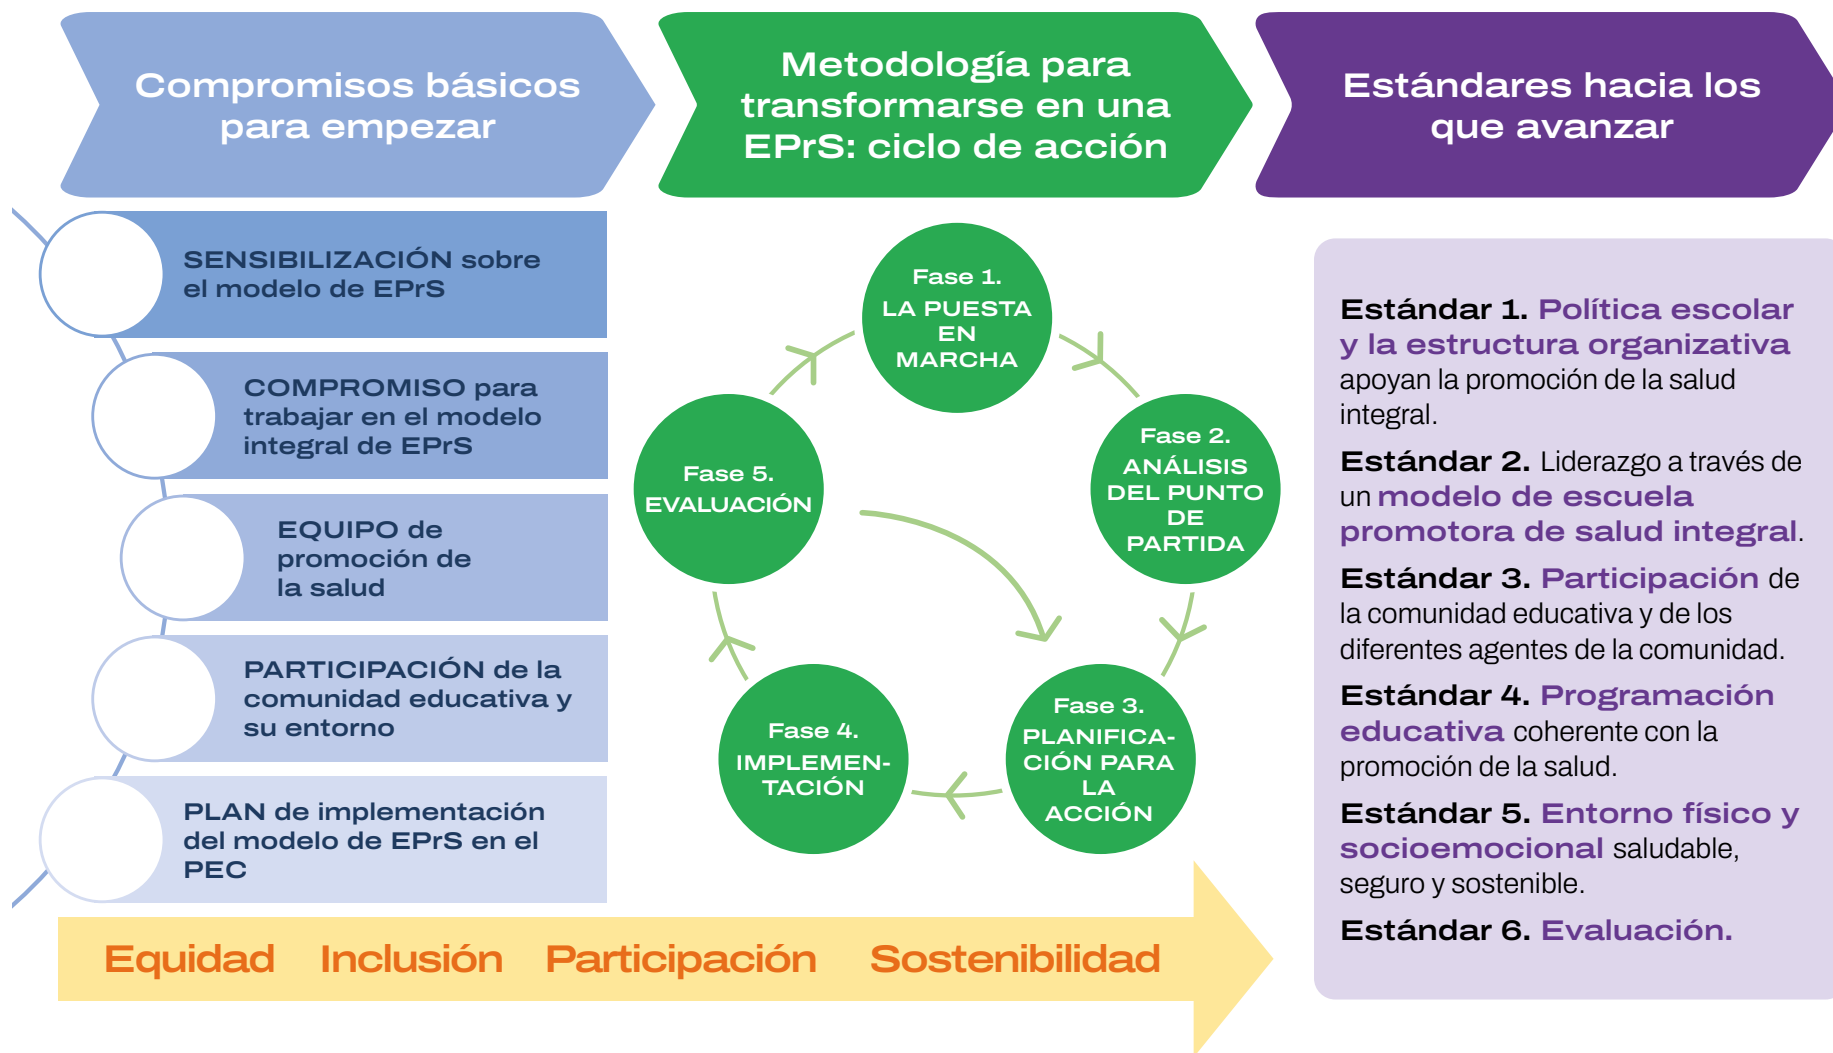 Compromisos básicos
para empezar
Metodología para
transformarse en una
EPrS: ciclo de acción
Estándares hacia los
que avanzar
SENSIBILIZACIÓN sobre
el modelo de EPrS
COMPROMISO para
trabajar en el modelo
integral de EPrS
EQUIPO de
promoción de
la salud
PARTICIPACIÓN de la
comunidad educativa y
su entorno
PLAN de implementación
del modelo de EPrS en el
PEC
Fase 1.
LA PUESTA
EN
MARCHA
Fase 2.
ANÁLISIS
DEL PUNTO
DE
PARTIDA
Fase 3.
PLANIFICA-
CIÓN PARA
LA
ACCIÓN
Fase 4.
IMPLEMEN-
TACIÓN
Fase 5.
EVALUACIÓN
Estándar 1. Política escolar
y la estructura organizativa
apoyan la promoción de la salud
integral.
Estándar 2. Liderazgo a través de
un modelo de escuela
promotora de salud integral.
Estándar 3. Participación de
la comunidad educativa y de los
diferentes agentes de la comunidad.
Estándar 4. Programación
educativa coherente con la
promoción de la salud.
Estándar 5. Entorno físico y
socioemocional saludable,
seguro y sostenible.
Estándar 6. Evaluación.
Equidad Inclusión Participación Sostenibilidad